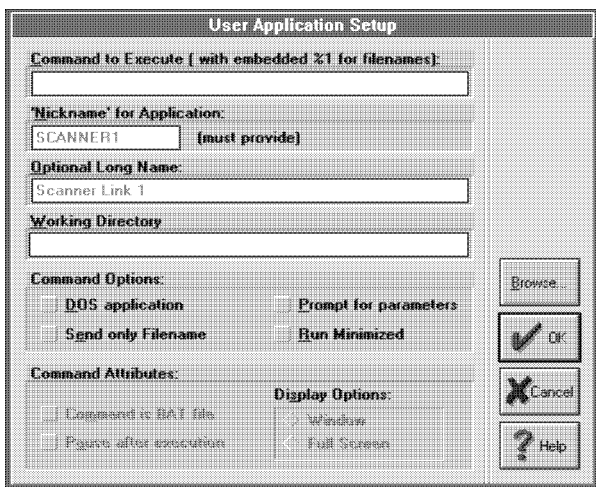 User Application Setup
Command to Execute ( with embedded %1 for filenames):
'Nickname' for Application:
SCANNER1 (must provide)
Optional Long Name:
Scanner Link 1
Working Directory
Command Options:
DOS application Prompt for parameters
Send only Filename Run Minimized
Command Attributes:
Display Options:
Command is BAT file Window
Pause after execution Full Screen
Browse...
OK
Cancel
? Help